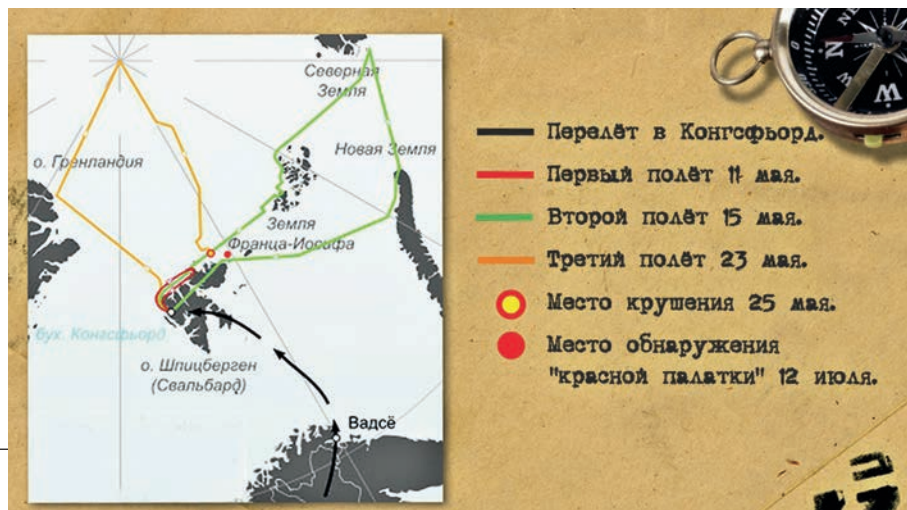 Северная
Земля
о. Гренландия
Новая Земля
Земля
Франца-Иосифа
бух. Конгсфьорд
о. Шпицберген
(Свальбард)
Вадсё
Перелёт в Конгсфьорд.
Первый полёт 11 мая.
Второй полёт 15 мая.
Третий полёт 23 мая.
Место крушения 25 мая.
Место обнаружения
"красной палатки" 12 июля.
N
NE
W